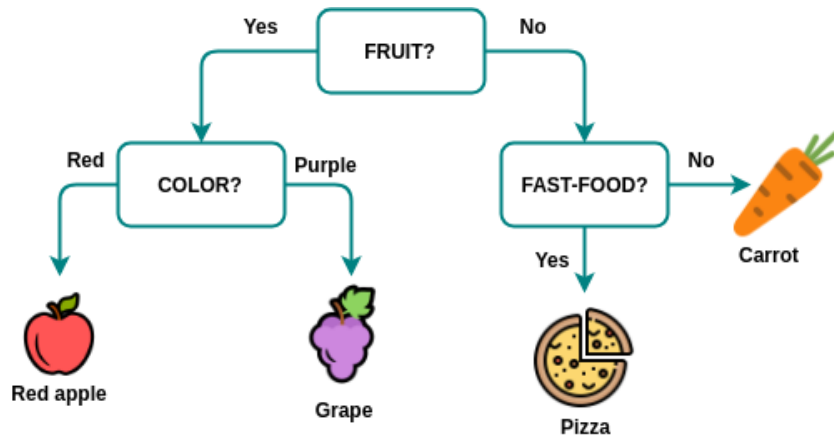 Yes
FRUIT?
No
Red
COLOR?
Purple
FAST-FOOD?
No
Carrot
Yes
Red apple
Grape
Pizza